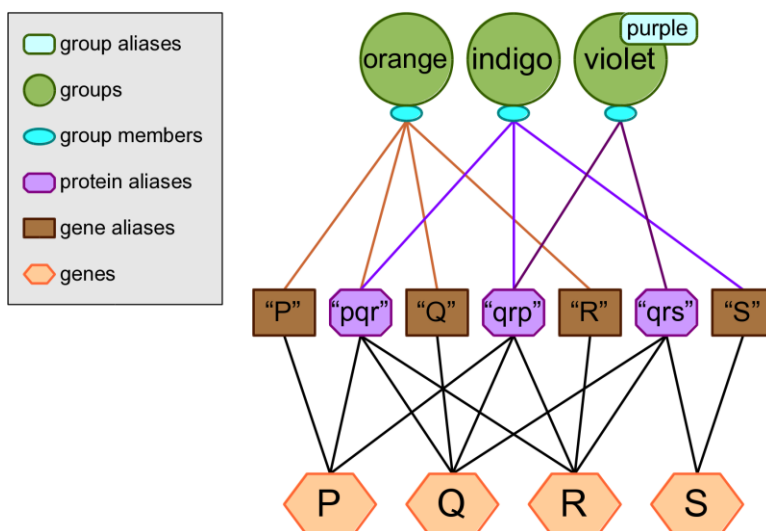 group aliases
groups
group members
protein aliases
gene aliases
genes
purple
orange
indigo
violet
“P”
“pqr”
“Q”
“qrp”
“R”
“qrs”
“S”
P
Q
R
S